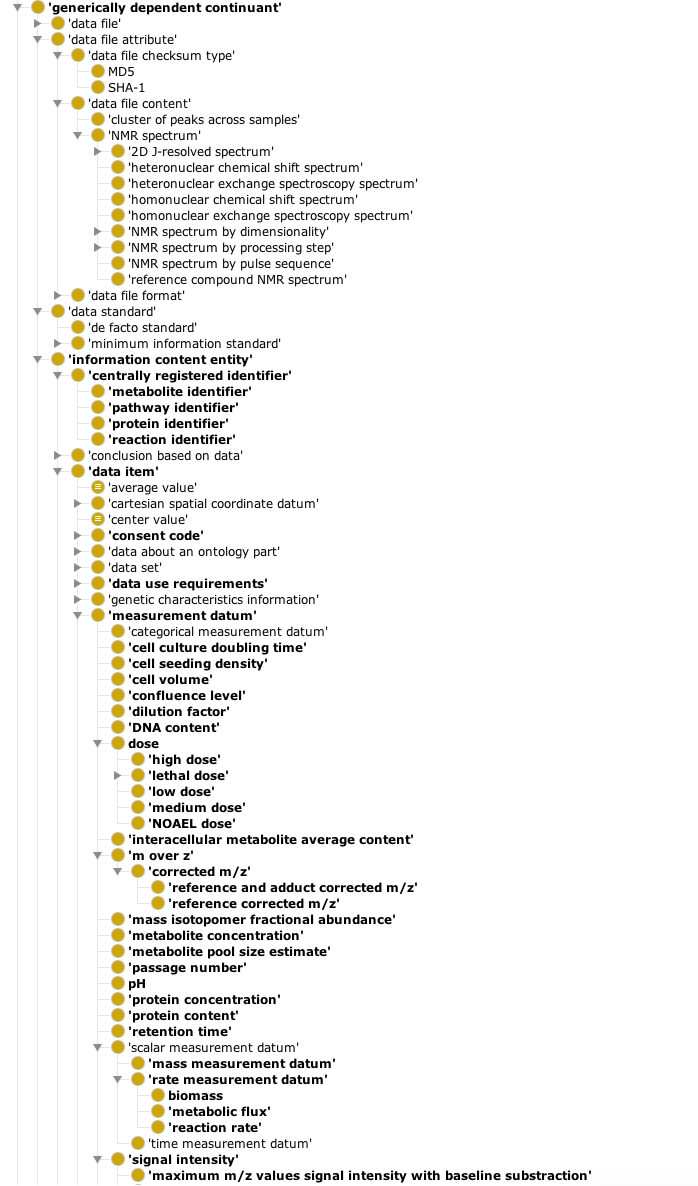 'generically dependent continuant'
'data file'
'data file attribute'
'data file checksum type'
MD5
SHA-1
'data file content'
'cluster of peaks across samples'
'NMR spectrum'
'2D J-resolved spectrum'
'heteronuclear chemical shift spectrum'
'heteronuclear exchange spectroscopy spectrum'
'homonuclear chemical shift spectrum'
'homonuclear exchange spectroscopy spectrum'
'NMR spectrum by dimensionality'
'NMR spectrum by processing step'
'NMR spectrum by pulse sequence'
'reference compound NMR spectrum'
'data file format'
'data standard'
'de facto standard'
'minimum information standard'
'information content entity'
'centrally registered identifier'
'metabolite identifier'
'pathway identifier'
'protein identifier'
'reaction identifier'
'conclusion based on data'
'data item'
'average value'
'cartesian spatial coordinate datum'
'center value'
'consent code'
'data about an ontology part'
'data set'
'data use requirements'
'genetic characteristics information'
'measurement datum'
'categorical measurement datum'
'cell culture doubling time'
'cell seeding density'
'cell volume'
'confluence level'
'dilution factor'
'DNA content'
dose
'high dose'
'lethal dose'
'low dose'
'medium dose'
'NOAEL dose'
'interacellular metabolite average content'
'm over z'
'corrected m/z'
'reference and adduct corrected m/z'
'reference corrected m/z'
'mass isotopomer fractional abundance'
'metabolite concentration'
'metabolite pool size estimate'
'passage number'
pH
'protein concentration'
'protein content'
'retention time'
'scalar measurement datum'
'mass measurement datum'
'rate measurement datum'
biomass
'metabolic flux'
'reaction rate'
'time measurement datum'
'signal intensity'
'maximum m/z values signal intensity with baseline substraction'